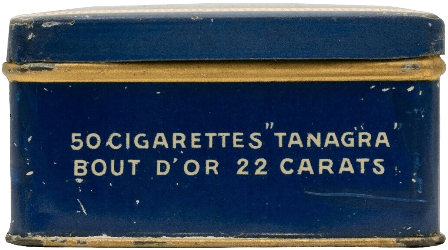 50 CIGARETTES "TANAGRA"
BOUT D'OR 22 CARATS